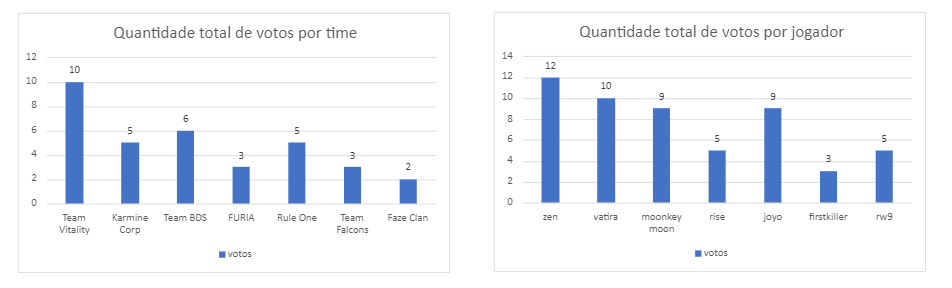 Quantidade total de votos por time
12
10
8
6
4
2
0
10
5
6
3
5
3
2
Team Vitality
Karmine Corp
Team BDS
FURIA
Rule One
Team Falcons
Faze Clan
votos
Quantidade total de votos por jogador
14
12
10
8
6
4
2
0
12
10
9
5
9
3
5
zen
vatira
moonkey moon
rise
joyo
firstkiller
rw9
votos